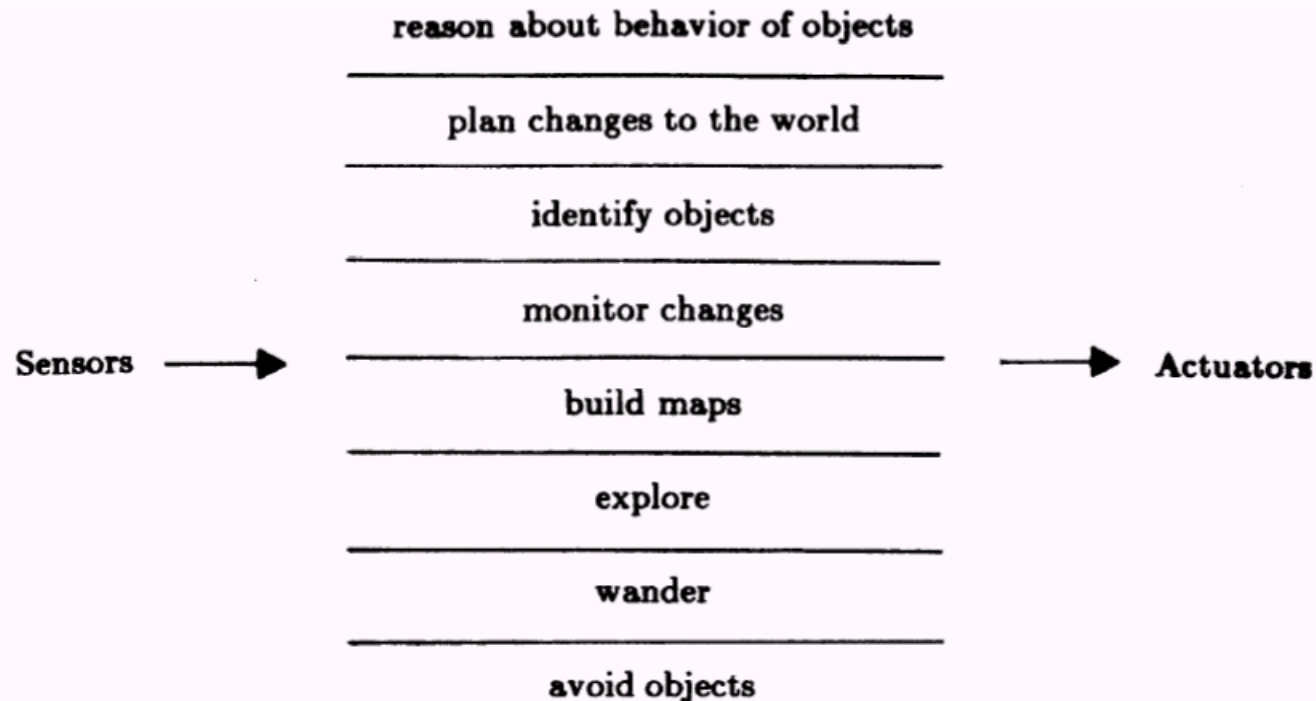 reason about behavior of objects
plan changes to the world
identify objects
monitor changes
Sensors
Actuators
build maps
explore
wander
avoid objects